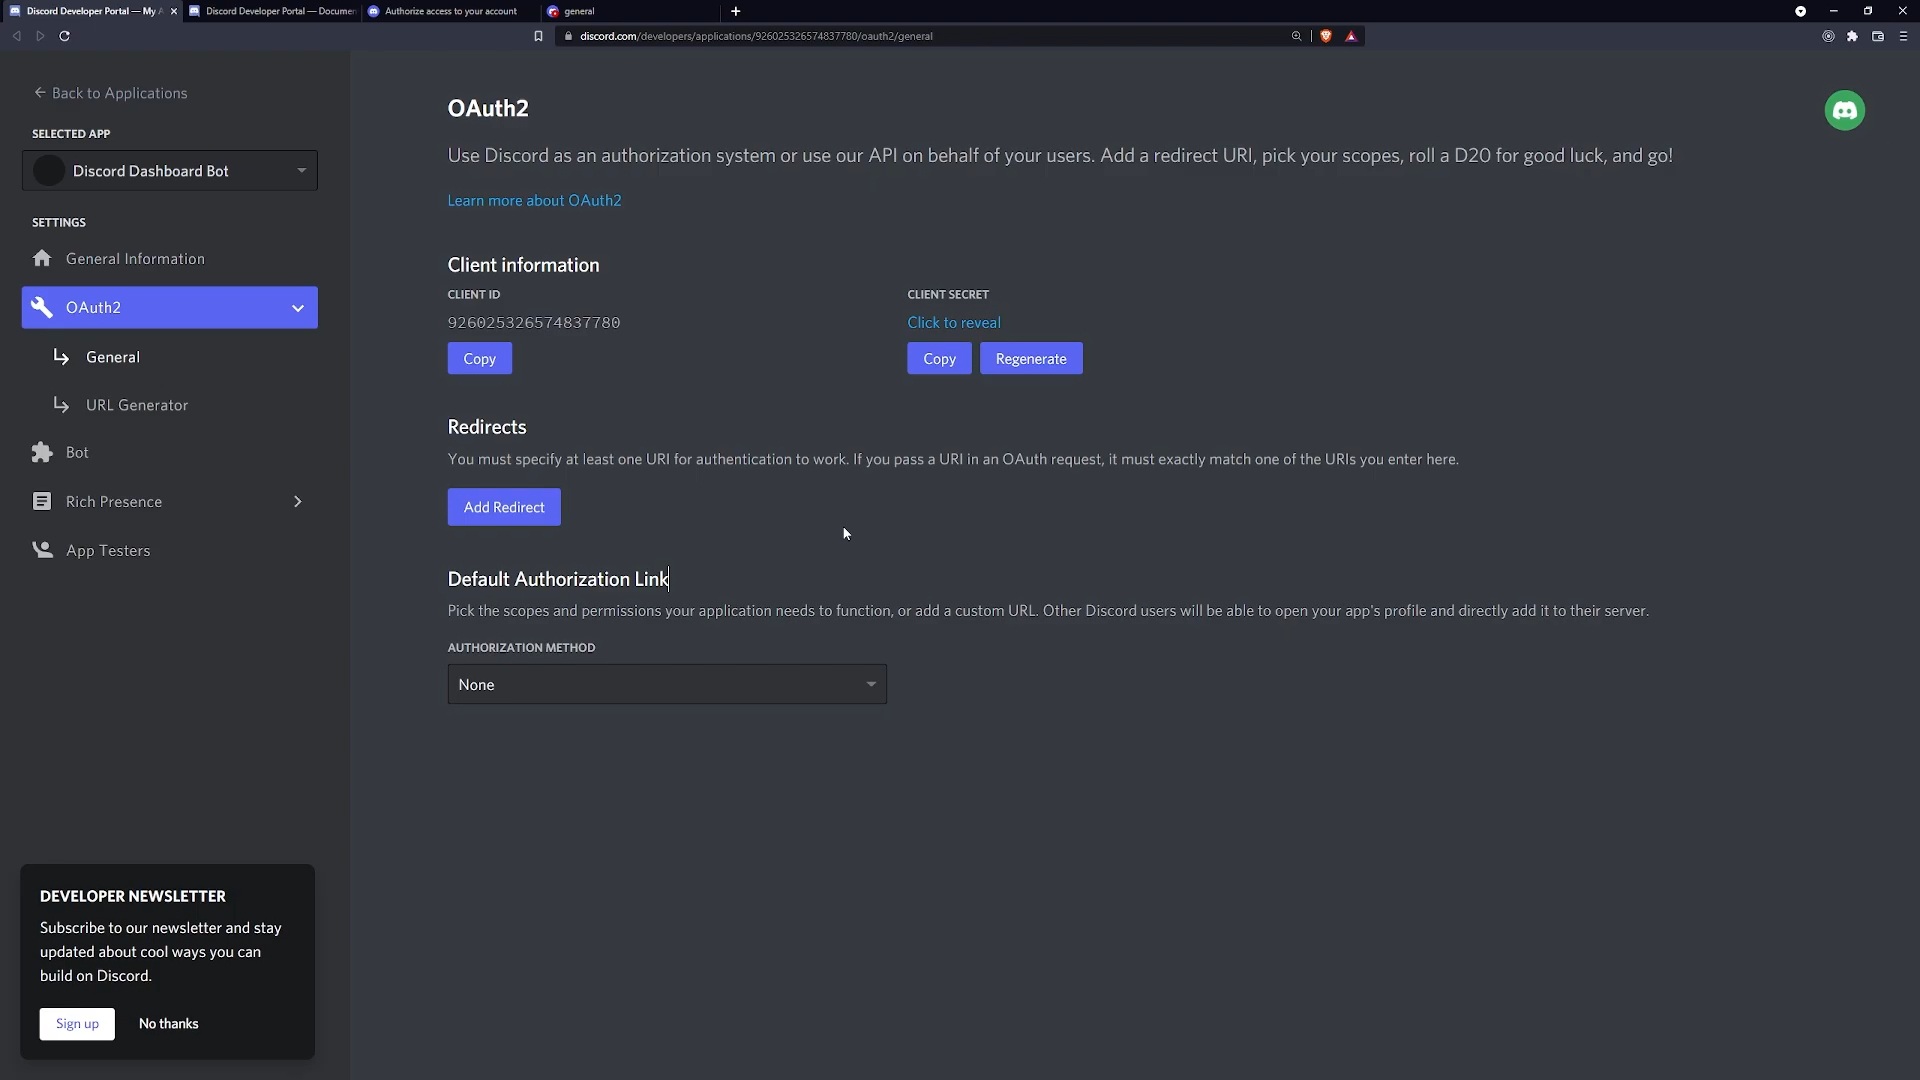 Discord Developer Portal — My A
Discord Developer Portal — Documen
Authorize access to your account
general
discord.com/developers/applications/926025326574837780/oauth2/general
Back to Applications
SELECTED APP
Discord Dashboard Bot
SETTINGS
General Information
OAuth2
General
URL Generator
Bot
Rich Presence
App Testers
DEVELOPER NEWSLETTER
Subscribe to our newsletter and stay
updated about cool ways you can
build on Discord.
Sign up
No thanks
OAuth2
Use Discord as an authorization system or use our API on behalf of your users. Add a redirect URI, pick your scopes, roll a D20 for good luck, and go!
Learn more about OAuth2
Client information
CLIENT ID
926025326574837780
Copy
CLIENT SECRET
Click to reveal
Copy
Regenerate
Redirects
You must specify at least one URI for authentication to work. If you pass a URI in an OAuth request, it must exactly match one of the URIs you enter here.
Add Redirect
Default Authorization Link
Pick the scopes and permissions your application needs to function, or add a custom URL. Other Discord users will be able to open your app's profile and directly add it to their server.
AUTHORIZATION METHOD
None